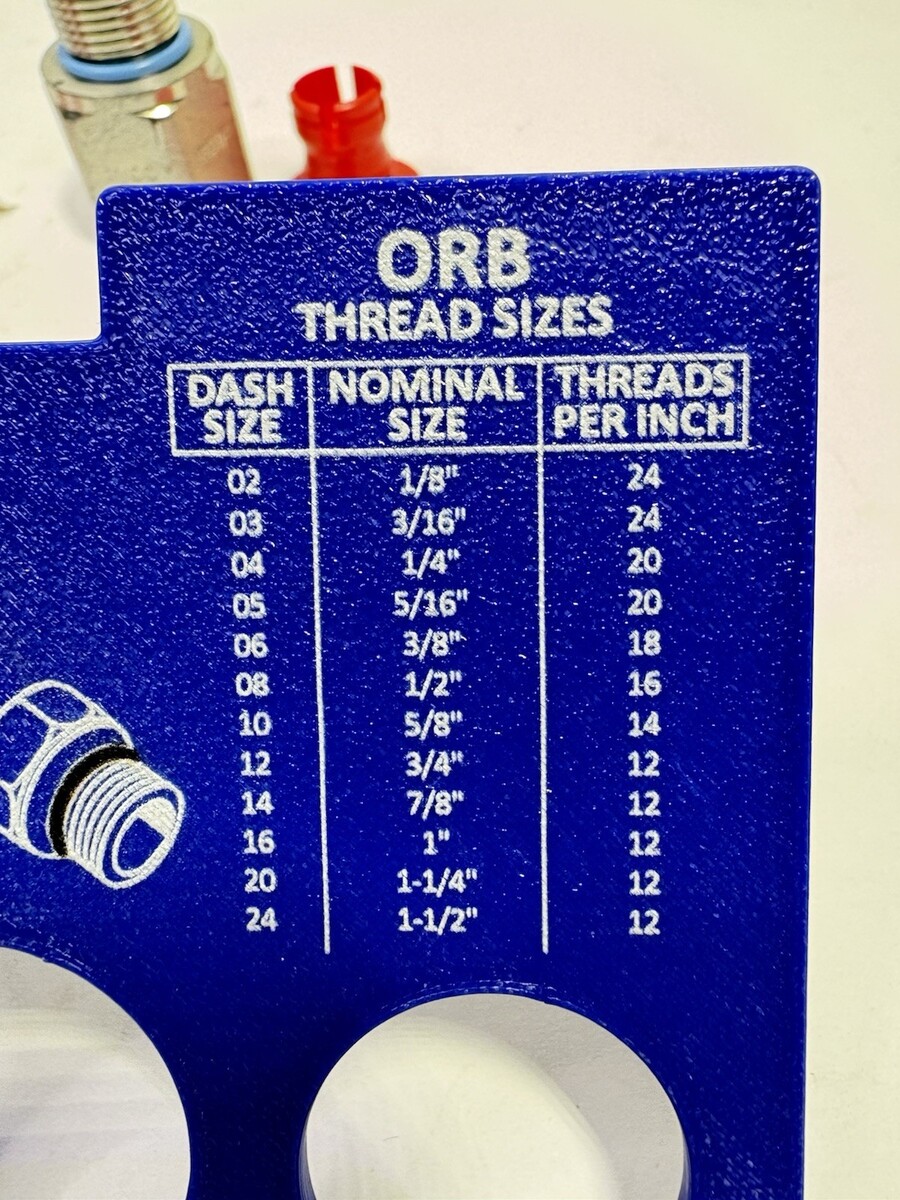 ORB
THREAD SIZES
DASH SIZE NOMINAL SIZE THREADS PER INCH
02 1/8" 24
03 3/16" 24
04 1/4" 20
05 5/16" 20
06 3/8" 18
08 1/2" 16
10 5/8" 14
12 3/4" 12
14 7/8" 12
16 1" 12
20 1-1/4" 12
24 1-1/2" 12